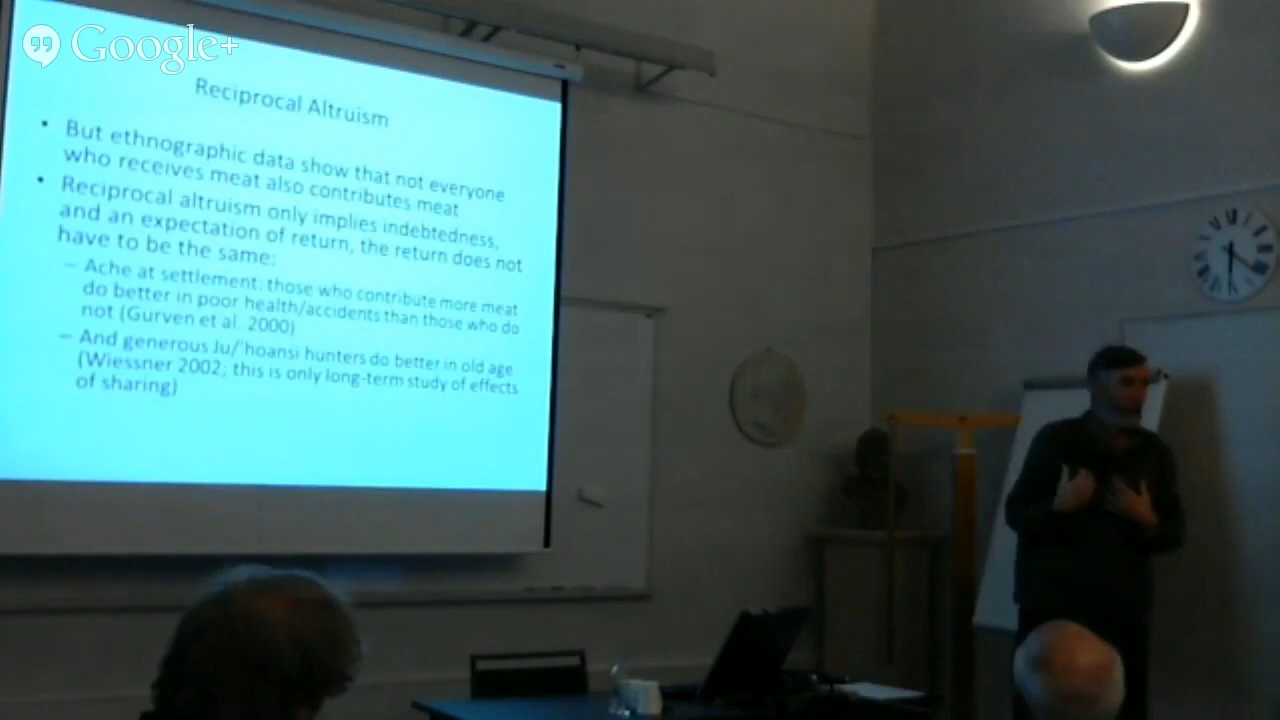 Google+
Reciprocal Altruism
• But ethnographic data show that not everyone
who receives meat also contributes meat
• Reciprocal altruism only implies indebtedness,
and an expectation of return, the return does not
have to be the same:
– Ache at settlement: those who contribute more meat
do better in poor health/accidents than those who do
not (Gurven et al. 2000)
– And generous Ju/'hoansi hunters do better in old age
(Wiessner 2002; this is only long-term study of effects
of sharing)